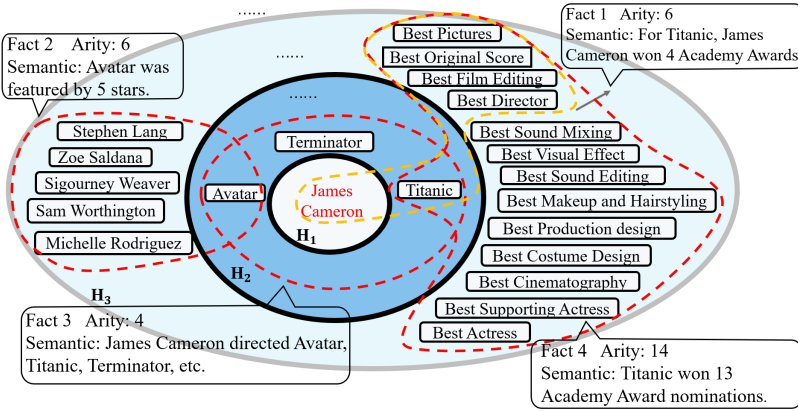 Fact 1 Arity: 6
Semantic: For Titanic, James
Cameron won 4 Academy Awards
Fact 2 Arity: 6
Semantic: Avatar was
featured by 5 stars.
......
......
......
Best Pictures
Best Original Score
Best Film Editing
Best Director
Best Sound Mixing
Best Visual Effect
Best Sound Editing
Best Makeup and Hairstyling
Best Production design
Best Costume Design
Best Cinematography
Best Supporting Actress
Best Actress
Stephen Lang
Zoe Saldana
Sigourney Weaver
Sam Worthington
Michelle Rodriguez
Terminator
Avatar
Titanic
James
Cameron
H1
H2
H3
Fact 3 Arity: 4
Semantic: James Cameron directed Avatar,
Titanic, Terminator, etc.
Fact 4 Arity: 14
Semantic: Titanic won 13
Academy Award nominations.